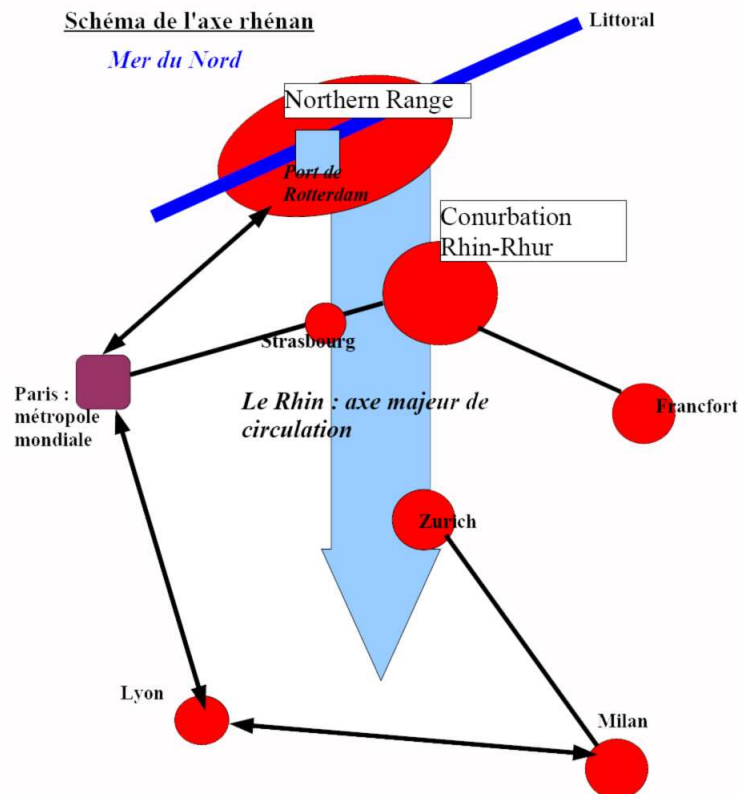 Schéma de l'axe rhénan
Littoral
Mer du Nord
Northern Range
Port de
Rotterdam
Conurbation
Rhin-Rhur
Strasbourg
Paris :
métropole
mondiale
Le Rhin : axe majeur de
circulation
Francfort
Zurich
Lyon
Milan